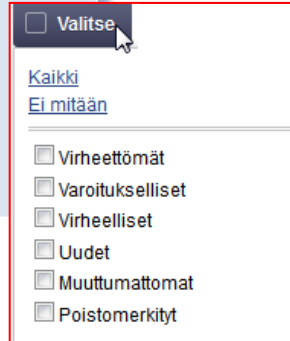 Valitse
Kaikki
Ei mitään
Virheettömät
Varoitukselliset
Virheelliset
Uudet
Muuttumattomat
Poistomerkityt